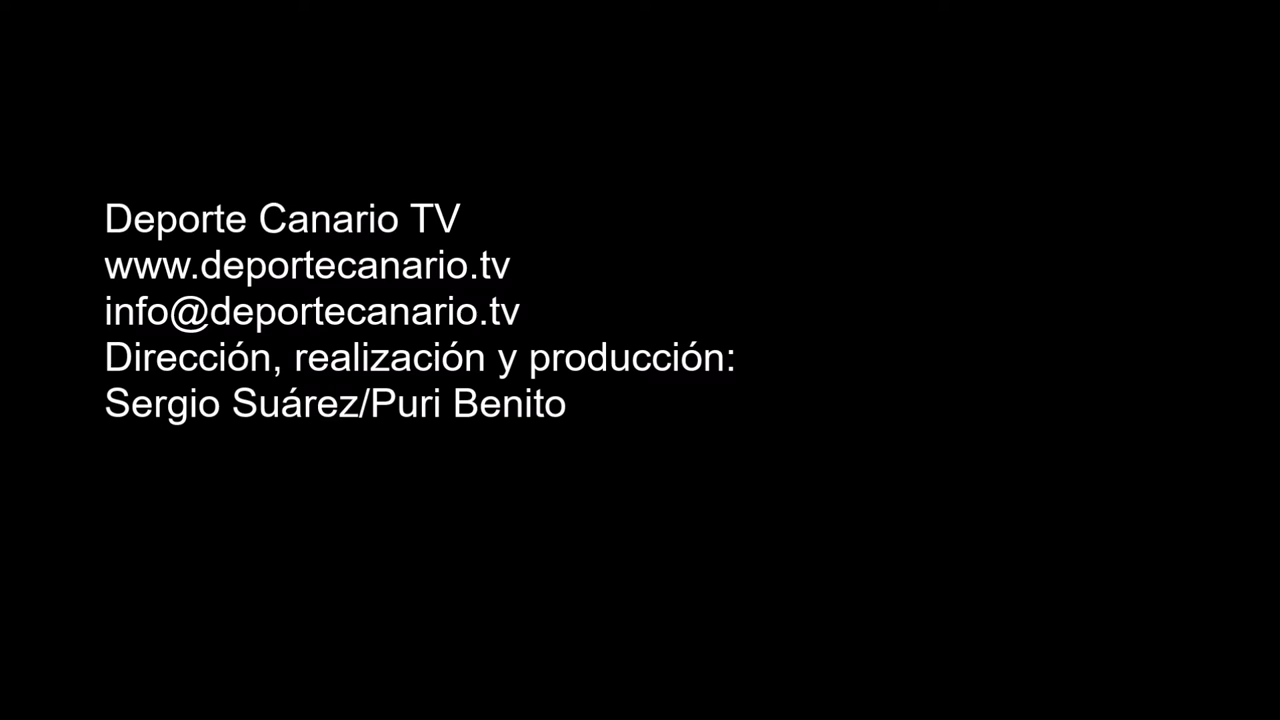 Deporte Canario TV
www.deportecanario.tv
info@deportecanario.tv
Dirección, realización y producción:
Sergio Suárez/Puri Benito